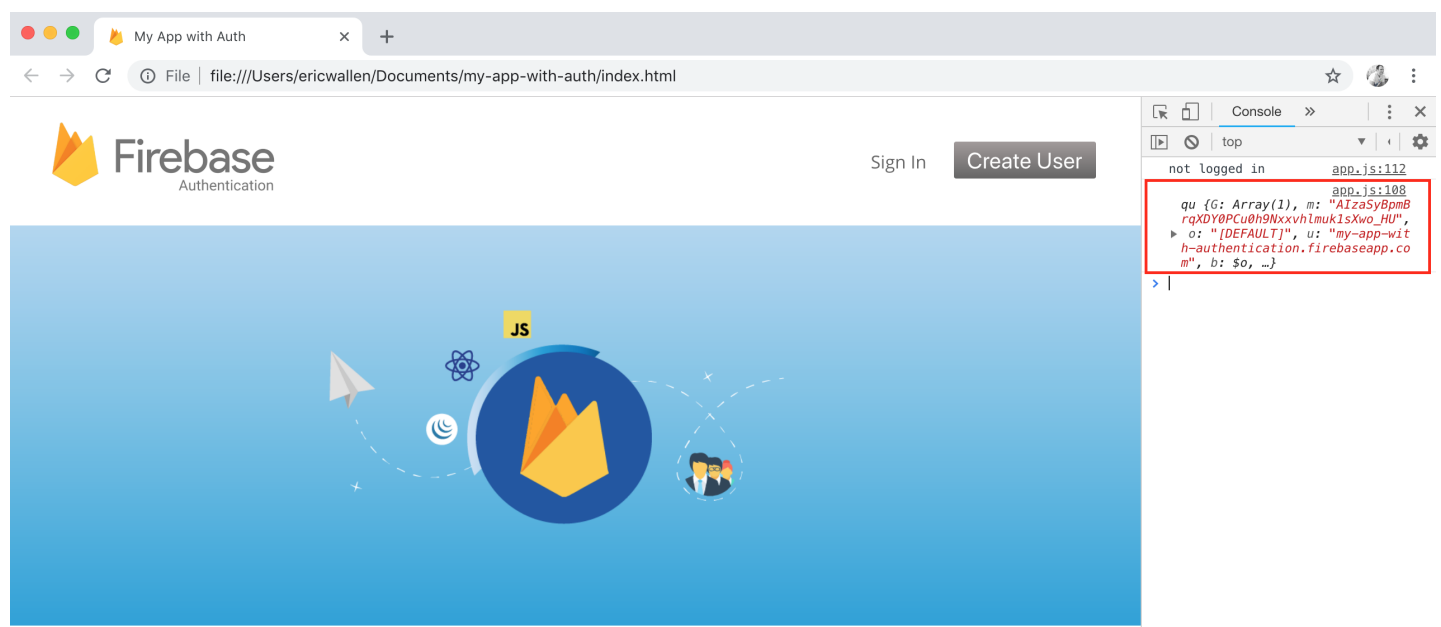 My App with Auth
File file:///Users/ericwallen/Documents/my-app-with-auth/index.html
Firebase
Authentication
Sign In
Create User
Console
top
not logged in app.js:112
app.js:108
qu {G: Array(1), m: "AIzaSyBpmB
rqXDY0PCu0h9Nxxvhlmuk1sXwo_HU",
o: "[DEFAULT]", u: "my-app-wit
h-authentication.firebaseapp.co
m", b: $o, …}
JS